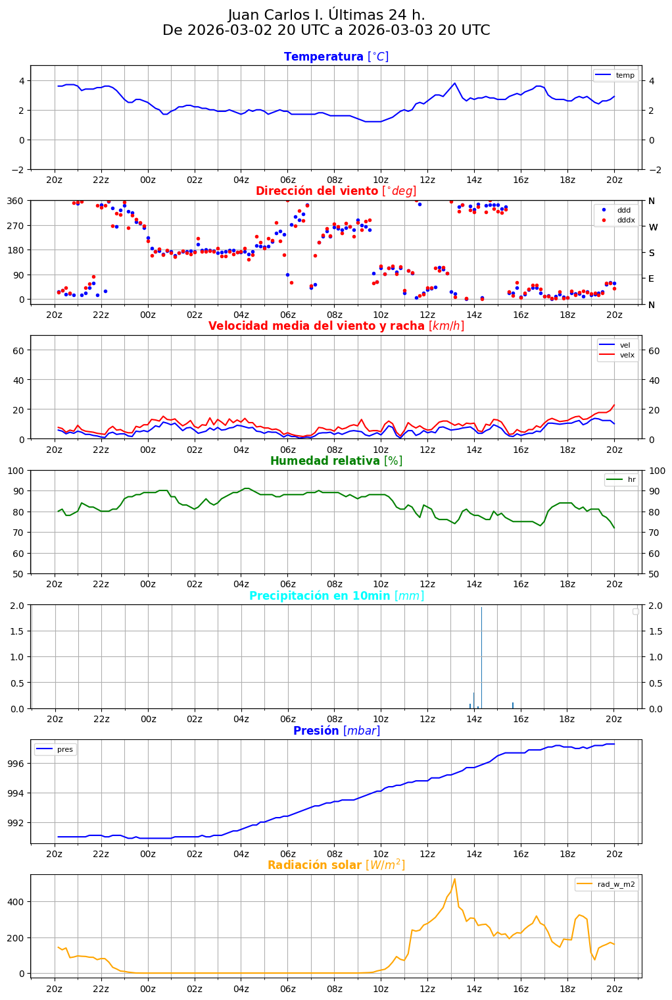 Juan Carlos I. Últimas 24 h.
De 2026-03-02 20 UTC a 2026-03-03 20 UTC
Temperatura [°C]
4
2
0
−2
temp
4
2
0
−2
20z 22z 00z 02z 04z 06z 08z 10z 12z 14z 16z 18z 20z
Dirección del viento [°deg]
360
270
180
90
0
ddd
dddx
N
W
S
E
N
20z 22z 00z 02z 04z 06z 08z 10z 12z 14z 16z 18z 20z
Velocidad media del viento y racha [km/h]
60
40
20
0
vel
velx
60
40
20
0
20z 22z 00z 02z 04z 06z 08z 10z 12z 14z 16z 18z 20z
Humedad relativa [%]
100
90
80
70
60
50
hr
100
90
80
70
60
50
20z 22z 00z 02z 04z 06z 08z 10z 12z 14z 16z 18z 20z
Precipitación en 10min [mm]
2.0
1.5
1.0
0.5
0.0
2.0
1.5
1.0
0.5
0.0
20z 22z 00z 02z 04z 06z 08z 10z 12z 14z 16z 18z 20z
Presión [mbar]
pres
996
994
992
20z 22z 00z 02z 04z 06z 08z 10z 12z 14z 16z 18z 20z
Radiación solar [W/m²]
400
200
0
rad_w_m2
20z 22z 00z 02z 04z 06z 08z 10z 12z 14z 16z 18z 20z